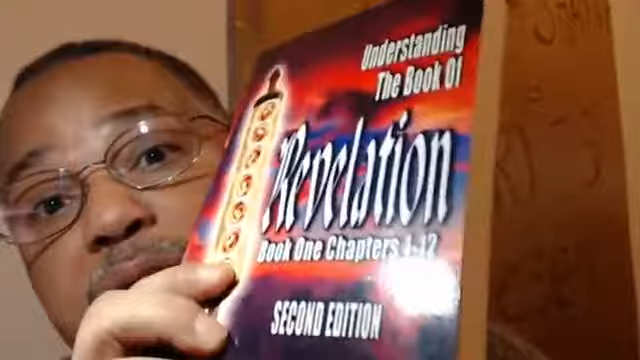 Understanding
The Book Of
Revelation
Book One Chapters 1-12
SECOND EDITION